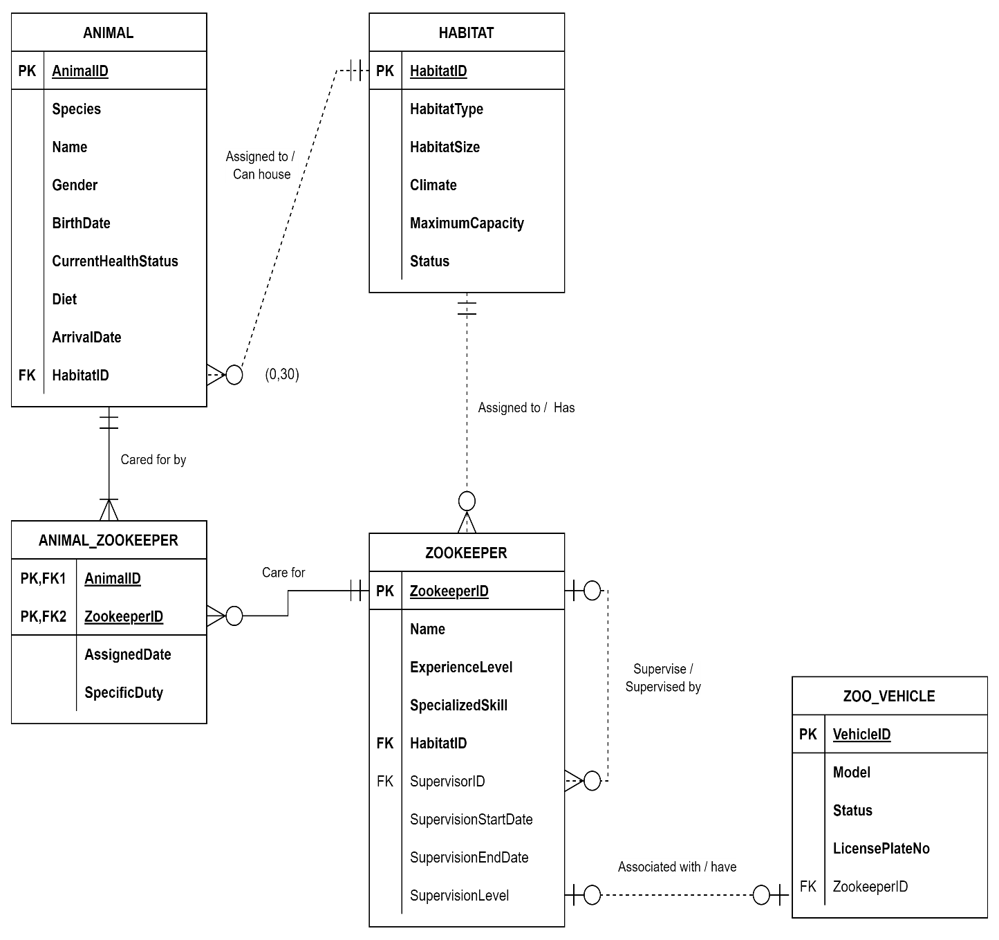 ANIMAL
PK AnimalID
Species
Name
Gender
BirthDate
CurrentHealthStatus
Diet
ArrivalDate
FK HabitatID
HABITAT
PK HabitatID
HabitatType
HabitatSize
Climate
MaximumCapacity
Status
Assigned to /
Can house
(0,30)
Assigned to / Has
Cared for by
ANIMAL_ZOOKEEPER
PK,FK1 AnimalID
PK,FK2 ZookeeperID
AssignedDate
SpecificDuty
Care for
ZOOKEEPER
PK ZookeeperID
Name
ExperienceLevel
SpecializedSkill
FK HabitatID
FK SupervisorID
SupervisionStartDate
SupervisionEndDate
SupervisionLevel
Supervise /
Supervised by
Associated with / have
ZOO_VEHICLE
PK VehicleID
Model
Status
LicensePlateNo
FK ZookeeperID